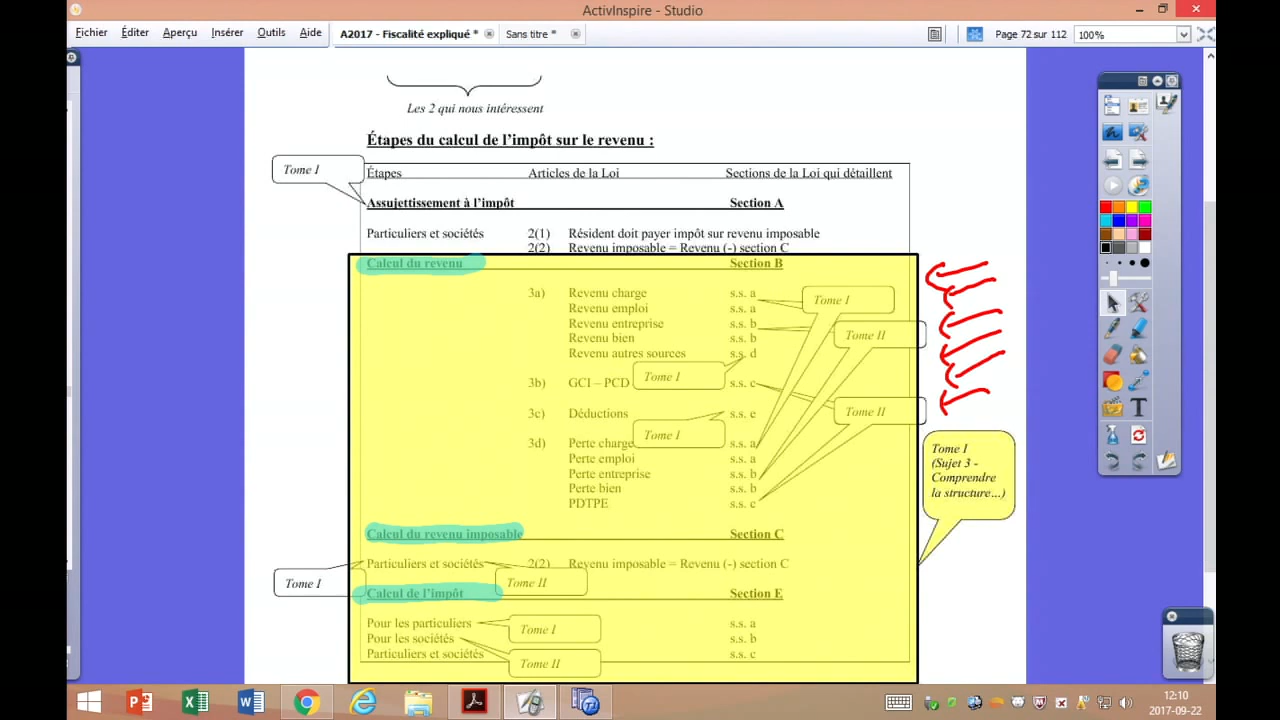 ActivInspire - Studio
Fichier Éditer Aperçu Insérer Outils Aide A2017 - Fiscalité expliqué * Sans titre * Page 72 sur 112 100%
Les 2 qui nous intéressent
Étapes du calcul de l'impôt sur le revenu :
Tome I
Étapes Articles de la Loi Sections de la Loi qui détaillent
Assujettissement à l'impôt Section A
Particuliers et sociétés 2(1) Résident doit payer impôt sur revenu imposable
2(2) Revenu imposable = Revenu (-) section C
Calcul du revenu Section B
3a) Revenu charge s.s. a
Tome I
Revenu emploi s.s. a
Revenu entreprise s.s. b
Tome II
Revenu bien s.s. b
Revenu autres sources s.s. d
Tome I
3b) GCI – PCD s.s. c
3c) Déductions s.s. e
Tome II
Tome I
3d) Perte charge s.s. a
Perte emploi s.s. a
Perte entreprise s.s. b
Perte bien s.s. b
PDTPE s.s. c
Tome I
(Sujet 3 -
Comprendre
la structure…)
Calcul du revenu imposable Section C
Particuliers et sociétés 2(2) Revenu imposable = Revenu (-) section C
Tome I Tome II
Calcul de l'impôt Section E
Pour les particuliers s.s. a
Tome I
Pour les sociétés s.s. b
Particuliers et sociétés s.s. c
Tome II
12:10
2017-09-22